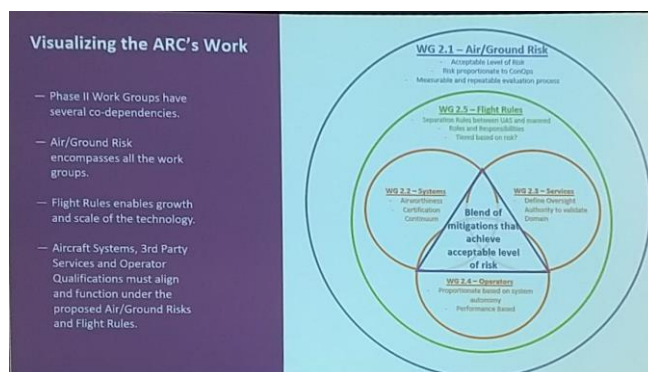 Visualizing the ARC's Work
— Phase II Work Groups have
several co-dependencies.
— Air/Ground Risk
encompasses all the work
groups.
— Flight Rules enables growth
and scale of the technology.
— Aircraft Systems, 3rd Party
Services and Operator
Qualifications must align
and function under the
proposed Air/Ground Risks
and Flight Rules.
WG 2.1 – Air/Ground Risk
- Acceptable Level of Risk
- Risk proportionate to ConOps
- Measurable and repeatable evaluation process
WG 2.5 – Flight Rules
- Separation Rules between UAS and manned
- Roles and Responsibilities
- Tiered based on risk?
WG 2.2 – Systems
- Airworthiness
- Certification
Continuum
WG 2.3 – Services
- Define Oversight
- Authority to validate
- Domain
Blend of
mitigations that
achieve
acceptable level
of risk
WG 2.4 – Operators
- Proportionate based on system
autonomy
- Performance Based